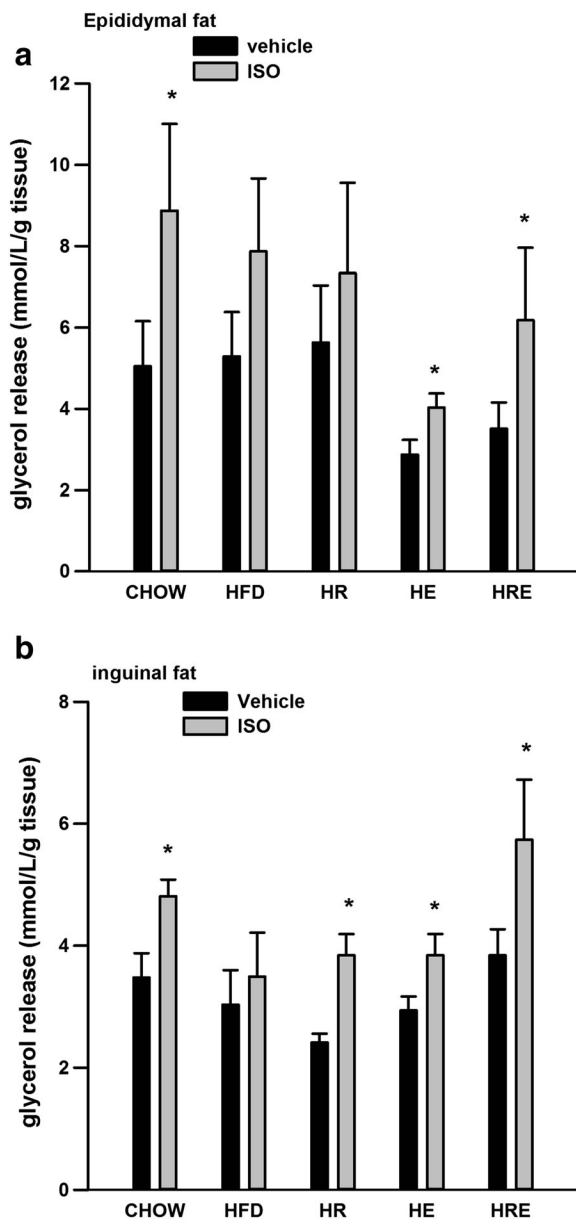 Epididymal fat
a
vehicle
ISO
glycerol release (mmol/L/g tissue)
12
10
8
6
4
2
0
*
*
*
CHOW HFD HR HE HRE
b
inguinal fat
Vehicle
ISO
glycerol release (mmol/L/g tissue)
8
6
4
2
0
*
*
*
*
CHOW HFD HR HE HRE